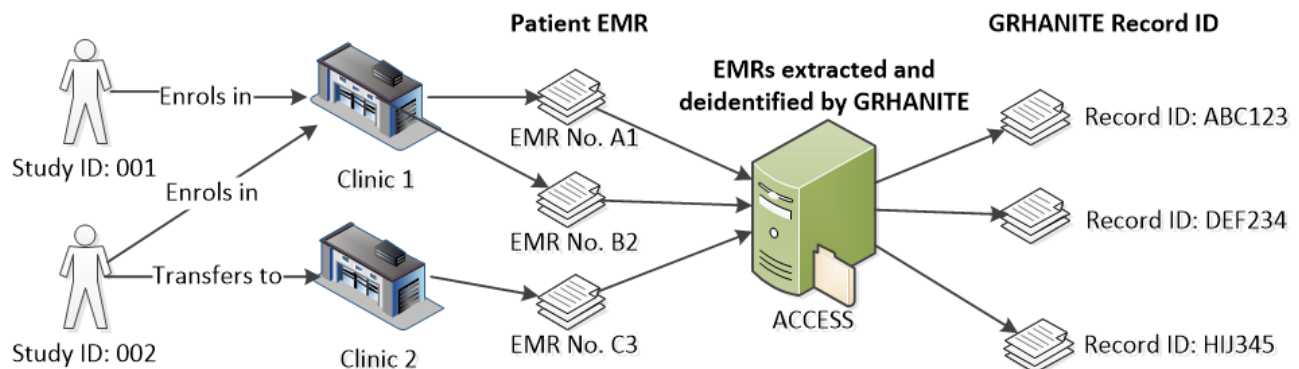 Patient EMR
GRHANITE Record ID
EMRs extracted and
deidentified by GRHANITE
Enrols in
Study ID: 001
Clinic 1
EMR No. A1
Record ID: ABC123
Enrols in
EMR No. B2
Record ID: DEF234
Transfers to
Study ID: 002
Clinic 2
EMR No. C3
ACCESS
Record ID: HIJ345